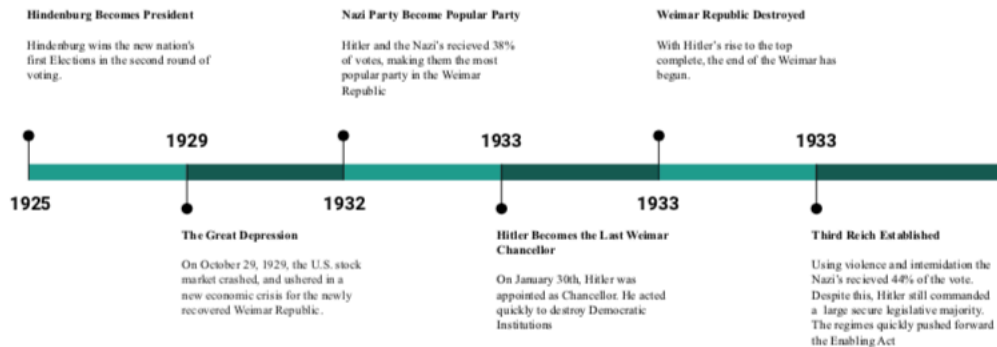 Hindenburg Becomes President
Hindenburg wins the new nation's
first Elections in the second round of
voting.
Nazi Party Become Popular Party
Hitler and the Nazi's recieved 38%
of votes, making them the most
popular party in the Weimar
Republic
Weimar Republic Destroyed
With Hitler's rise to the top
complete, the end of the Weimar has
begun.
1929
1933
1933
1925
1932
1933
The Great Depression
On October 29, 1929, the U.S. stock
market crashed, and ushered in a
new economic crisis for the newly
recovered Weimar Republic.
Hitler Becomes the Last Weimar
Chancellor
On January 30th, Hitler was
appointed as Chancellor. He acted
quickly to destroy Democratic
Institutions
Third Reich Established
Using violence and intemidation the
Nazi's recieved 44% of the vote.
Despite this, Hitler still commanded
a large secure legislative majority.
The regimes quickly pushed forward
the Enabling Act